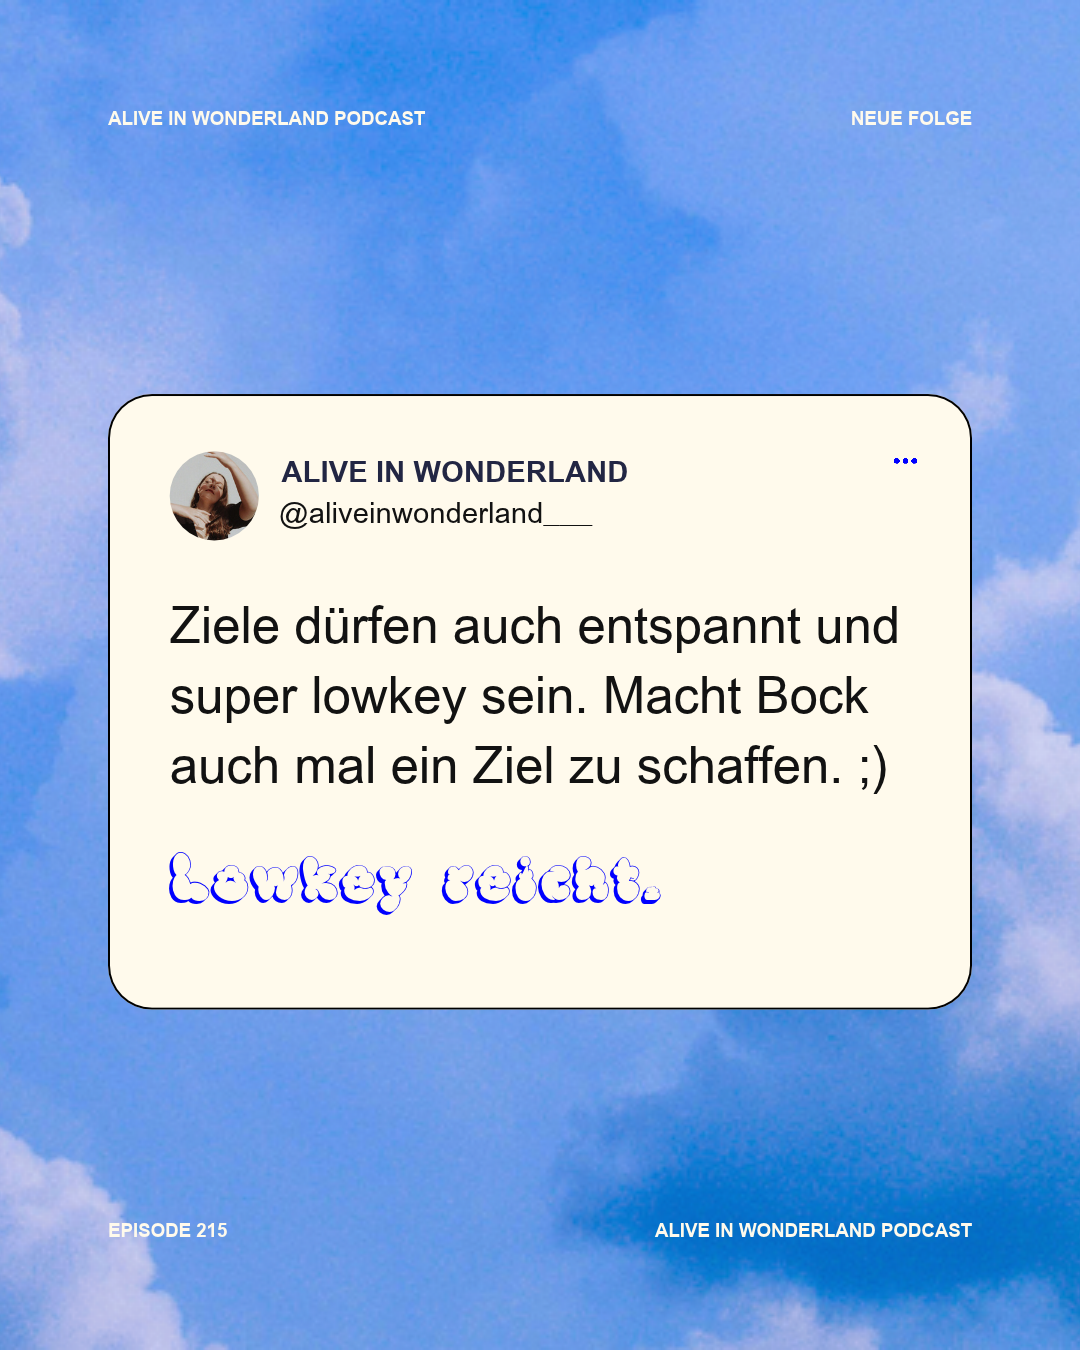 ALIVE IN WONDERLAND PODCAST
NEUE FOLGE
ALIVE IN WONDERLAND
@aliveinwonderland___
Ziele dürfen auch entspannt und
super lowkey sein. Macht Bock
auch mal ein Ziel zu schaffen. ;)
Lowkey reicht.
EPISODE 215
ALIVE IN WONDERLAND PODCAST